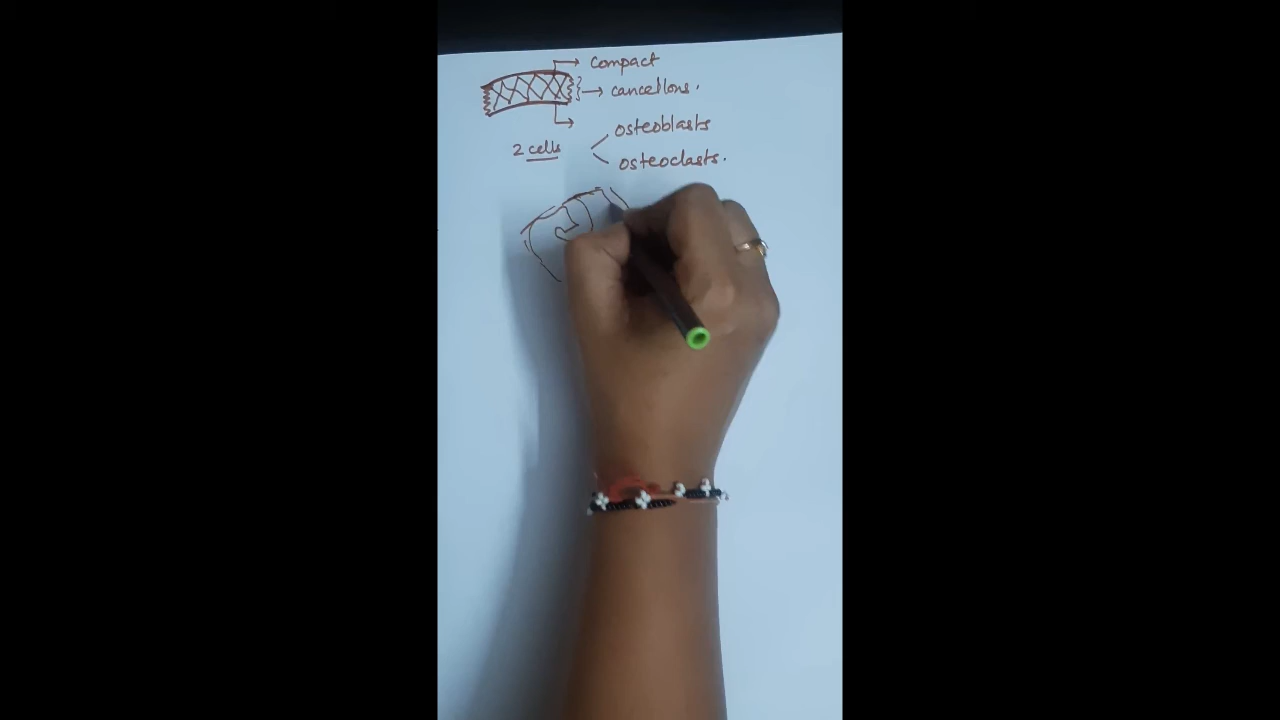 compact
cancellous.
2 cells
osteoblasts
osteoclasts.